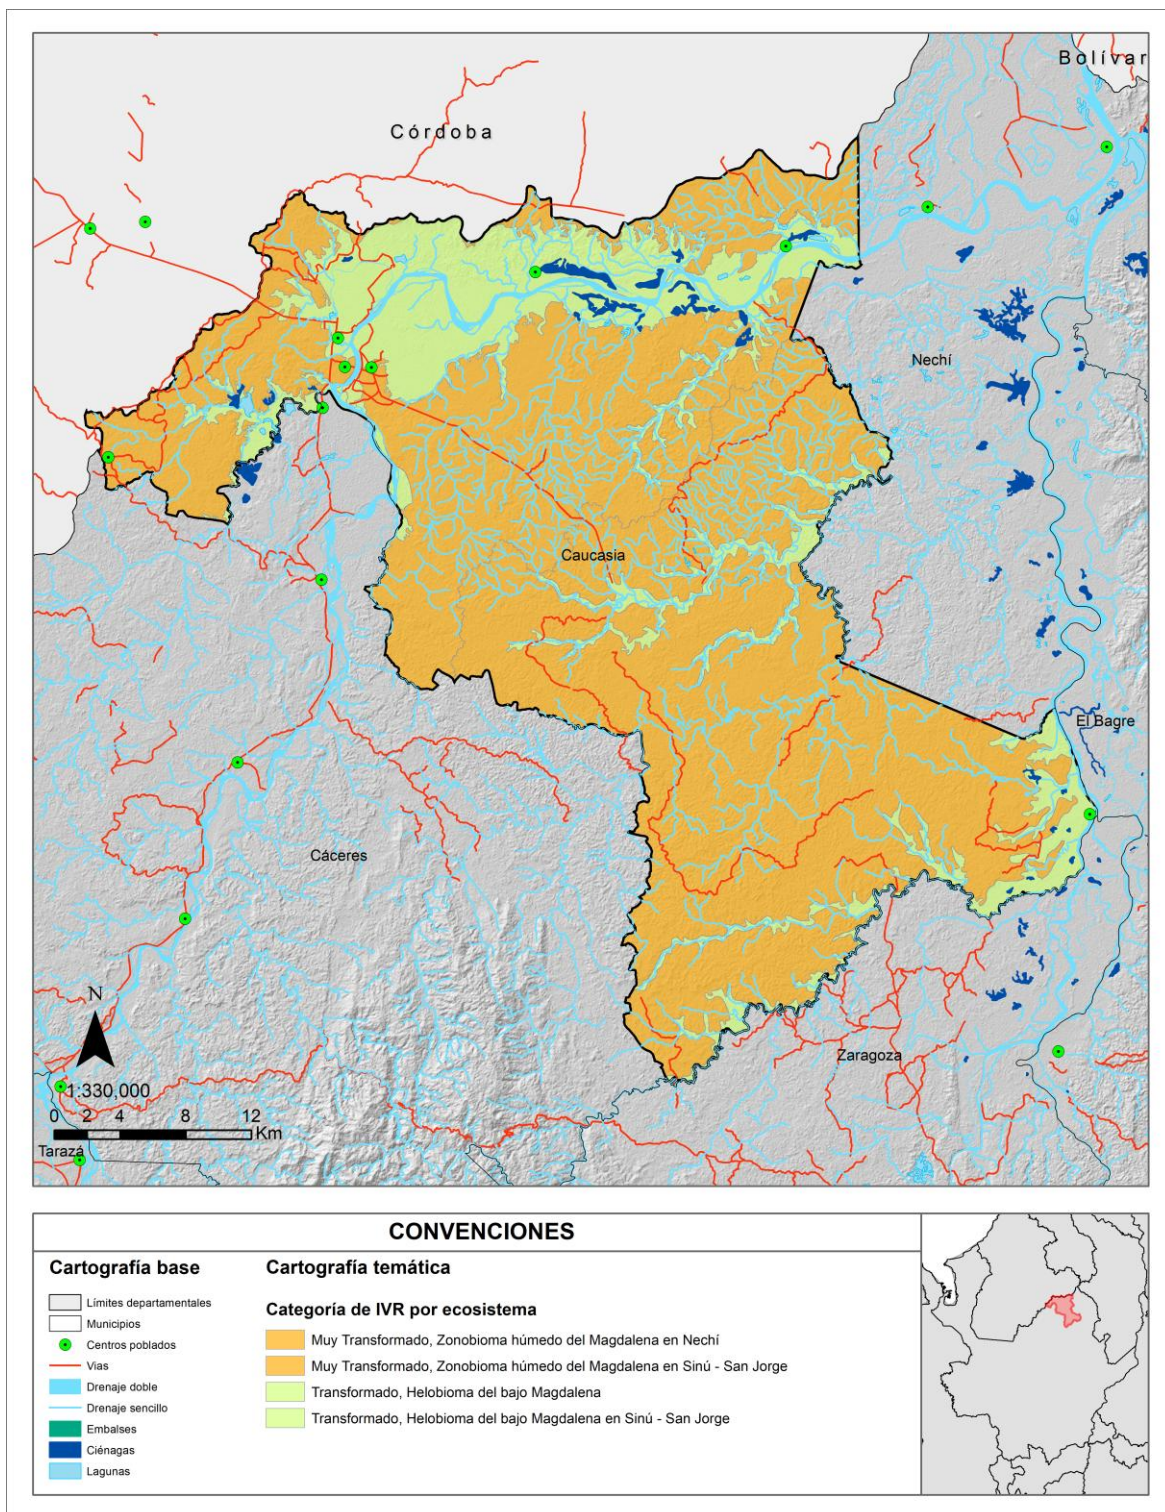 Bolívar
Córdoba
Nechí
Caucasia
El Bagre
Cáceres
Zaragoza
N
1:330,000
0 2 4 8 12
Km
Tarazá
CONVENCIONES
Cartografía base
Límites departamentales
Municipios
Centros poblados
Vias
Drenaje doble
Drenaje sencillo
Embalses
Ciénagas
Lagunas
Cartografía temática
Categoría de IVR por ecosistema
Muy Transformado, Zonobioma húmedo del Magdalena en Nechí
Muy Transformado, Zonobioma húmedo del Magdalena en Sinú - San Jorge
Transformado, Helobioma del bajo Magdalena
Transformado, Helobioma del bajo Magdalena en Sinú - San Jorge